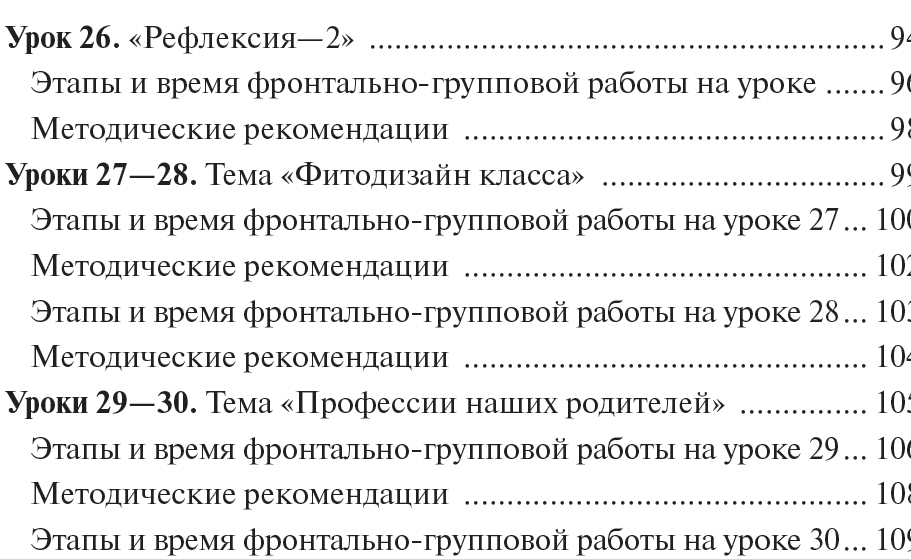 Урок 26. «Рефлексия—2» ........................................................... 94
Этапы и время фронтально-групповой работы на уроке ....... 96
Методические рекомендации ................................................ 98
Уроки 27—28. Тема «Фитодизайн класса» ................................. 99
Этапы и время фронтально-групповой работы на уроке 27... 100
Методические рекомендации .............................................. 102
Этапы и время фронтально-групповой работы на уроке 28... 103
Методические рекомендации .............................................. 104
Уроки 29—30. Тема «Профессии наших родителей» ............... 105
Этапы и время фронтально-групповой работы на уроке 29... 106
Методические рекомендации .............................................. 108
Этапы и время фронтально-групповой работы на уроке 30... 109